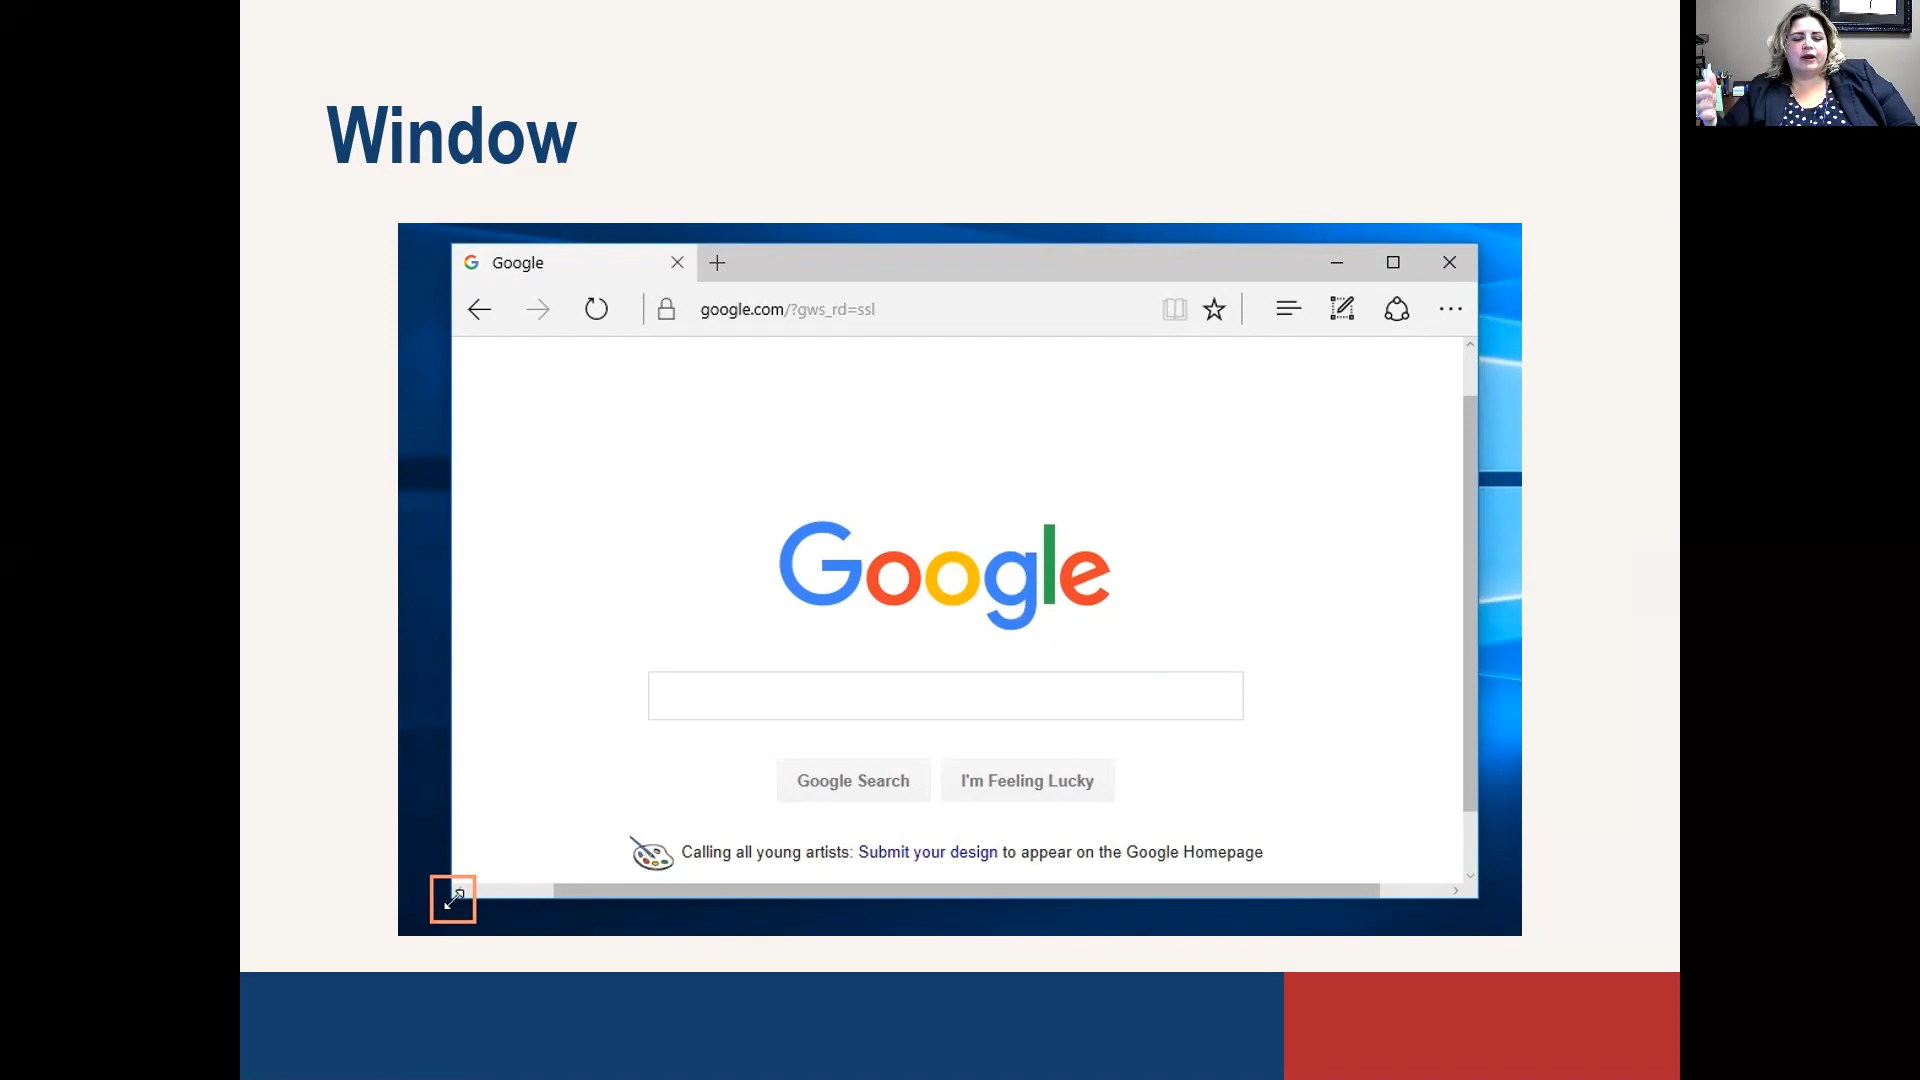 Window
Google
google.com/?gws_rd=ssl
Google
Google Search
I'm Feeling Lucky
Calling all young artists: Submit your design to appear on the Google Homepage